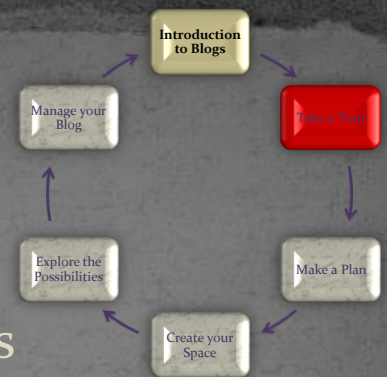 Introduction
to Blogs
Take a Tour
Make a Plan
Create your
Space
Explore the
Possibilities
Manage your
Blog
s